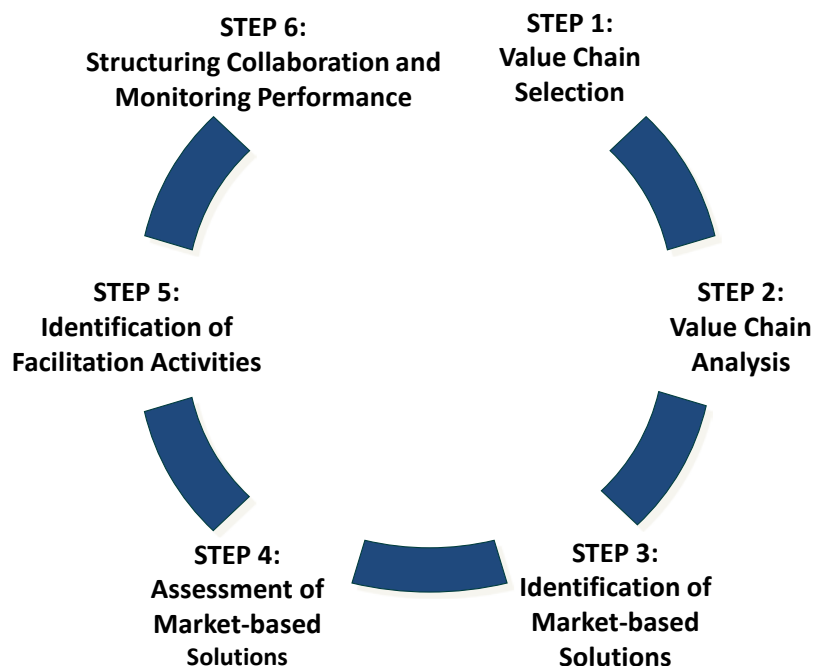 STEP 1:
Value Chain
Selection
STEP 2:
Value Chain
Analysis
STEP 3:
Identification of
Market-based
Solutions
STEP 4:
Assessment of
Market-based
Solutions
STEP 5:
Identification of
Facilitation Activities
STEP 6:
Structuring Collaboration and
Monitoring Performance